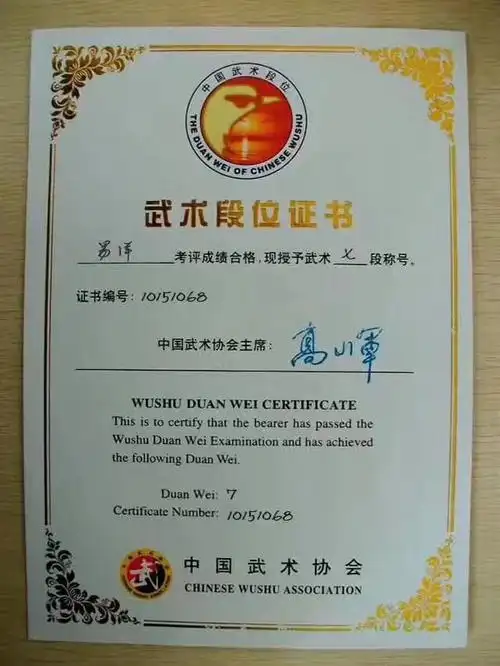 中国武术段位
THE DUAN WEI OF CHINESE WUSHU
武术段位证书
易洋 考评成绩合格,现授予武术 七 段称号。
证书编号: 10151068
中国武术协会主席:
WUSHU DUAN WEI CERTIFICATE
This is to certify that the bearer has passed the
Wushu Duan Wei Examination and has achieved
the following Duan Wei.
Duan Wei: 7
Certificate Number: 10151068
武
中国武术协会
CHINESE WUSHU ASSOCIATION